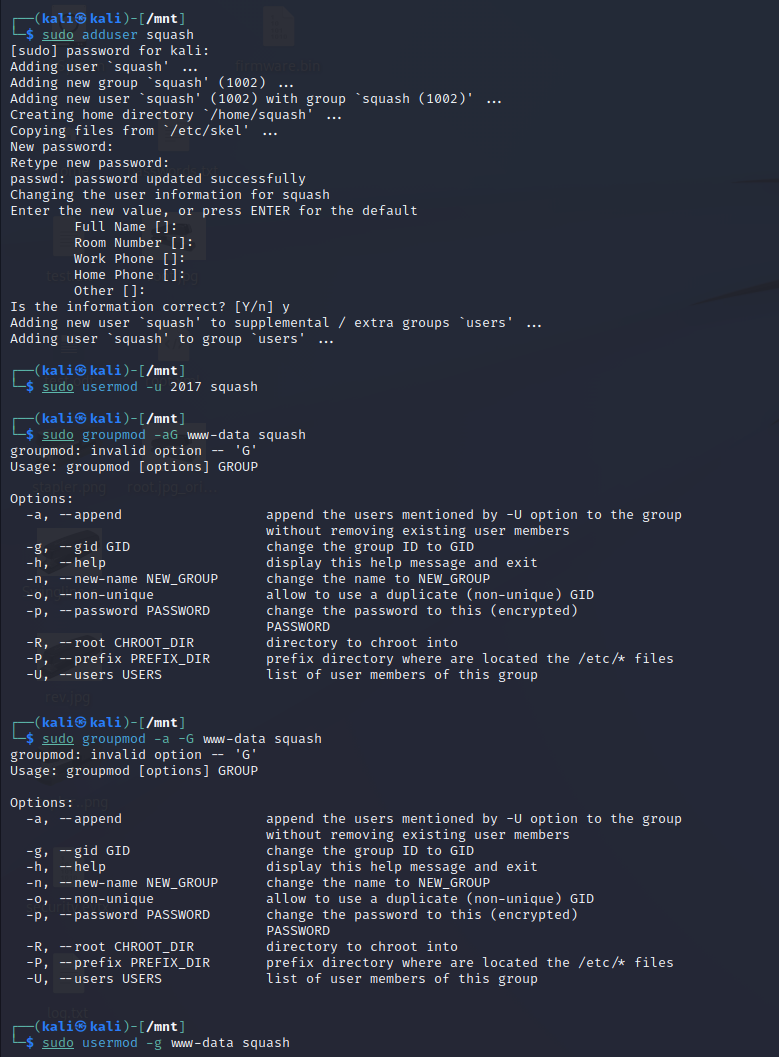 ┌──(kali㉿kali)-[/mnt]
└─$ sudo adduser squash
[sudo] password for kali:
Adding user `squash' ...
Adding new group `squash' (1002) ...
Adding new user `squash' (1002) with group `squash (1002)' ...
Creating home directory `/home/squash' ...
Copying files from `/etc/skel' ...
New password:
Retype new password:
passwd: password updated successfully
Changing the user information for squash
Enter the new value, or press ENTER for the default
        Full Name []:
        Room Number []:
        Work Phone []:
        Home Phone []:
        Other []:
Is the information correct? [Y/n] y
Adding new user `squash' to supplemental / extra groups `users' ...
Adding user `squash' to group `users' ...
┌──(kali㉿kali)-[/mnt]
└─$ sudo usermod -u 2017 squash
┌──(kali㉿kali)-[/mnt]
└─$ sudo groupmod -aG www-data squash
groupmod: invalid option -- 'G'
Usage: groupmod [options] GROUP
Options:
  -a, --append                  append the users mentioned by -U option to the group
                                without removing existing user members
  -g, --gid GID                 change the group ID to GID
  -h, --help                    display this help message and exit
  -n, --new-name NEW_GROUP      change the name to NEW_GROUP
  -o, --non-unique              allow to use a duplicate (non-unique) GID
  -p, --password PASSWORD       change the password to this (encrypted)
                                PASSWORD
  -R, --root CHROOT_DIR         directory to chroot into
  -P, --prefix PREFIX_DIR       prefix directory where are located the /etc/* files
  -U, --users USERS             list of user members of this group
┌──(kali㉿kali)-[/mnt]
└─$ sudo groupmod -a -G www-data squash
groupmod: invalid option -- 'G'
Usage: groupmod [options] GROUP
Options:
  -a, --append                  append the users mentioned by -U option to the group
                                without removing existing user members
  -g, --gid GID                 change the group ID to GID
  -h, --help                    display this help message and exit
  -n, --new-name NEW_GROUP      change the name to NEW_GROUP
  -o, --non-unique              allow to use a duplicate (non-unique) GID
  -p, --password PASSWORD       change the password to this (encrypted)
                                PASSWORD
  -R, --root CHROOT_DIR         directory to chroot into
  -P, --prefix PREFIX_DIR       prefix directory where are located the /etc/* files
  -U, --users USERS             list of user members of this group
┌──(kali㉿kali)-[/mnt]
└─$ sudo usermod -g www-data squash